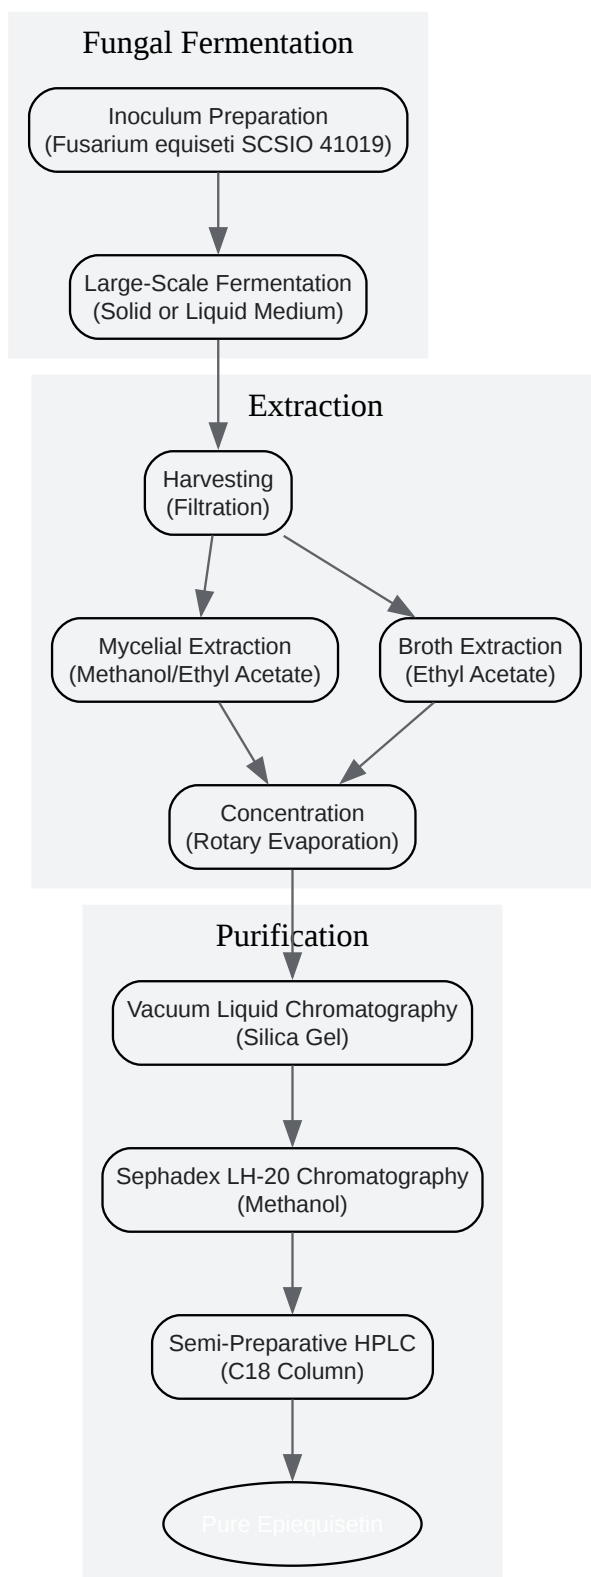 Fungal Fermentation
Inoculum Preparation
(Fusarium equiseti SCSIO 41019)
Large-Scale Fermentation
(Solid or Liquid Medium)
Extraction
Harvesting
(Filtration)
Mycelial Extraction
(Methanol/Ethyl Acetate)
Broth Extraction
(Ethyl Acetate)
Concentration
(Rotary Evaporation)
Purification
Vacuum Liquid Chromatography
(Silica Gel)
Sephadex LH-20 Chromatography
(Methanol)
Semi-Preparative HPLC
(C18 Column)
Pure Epiequisetin